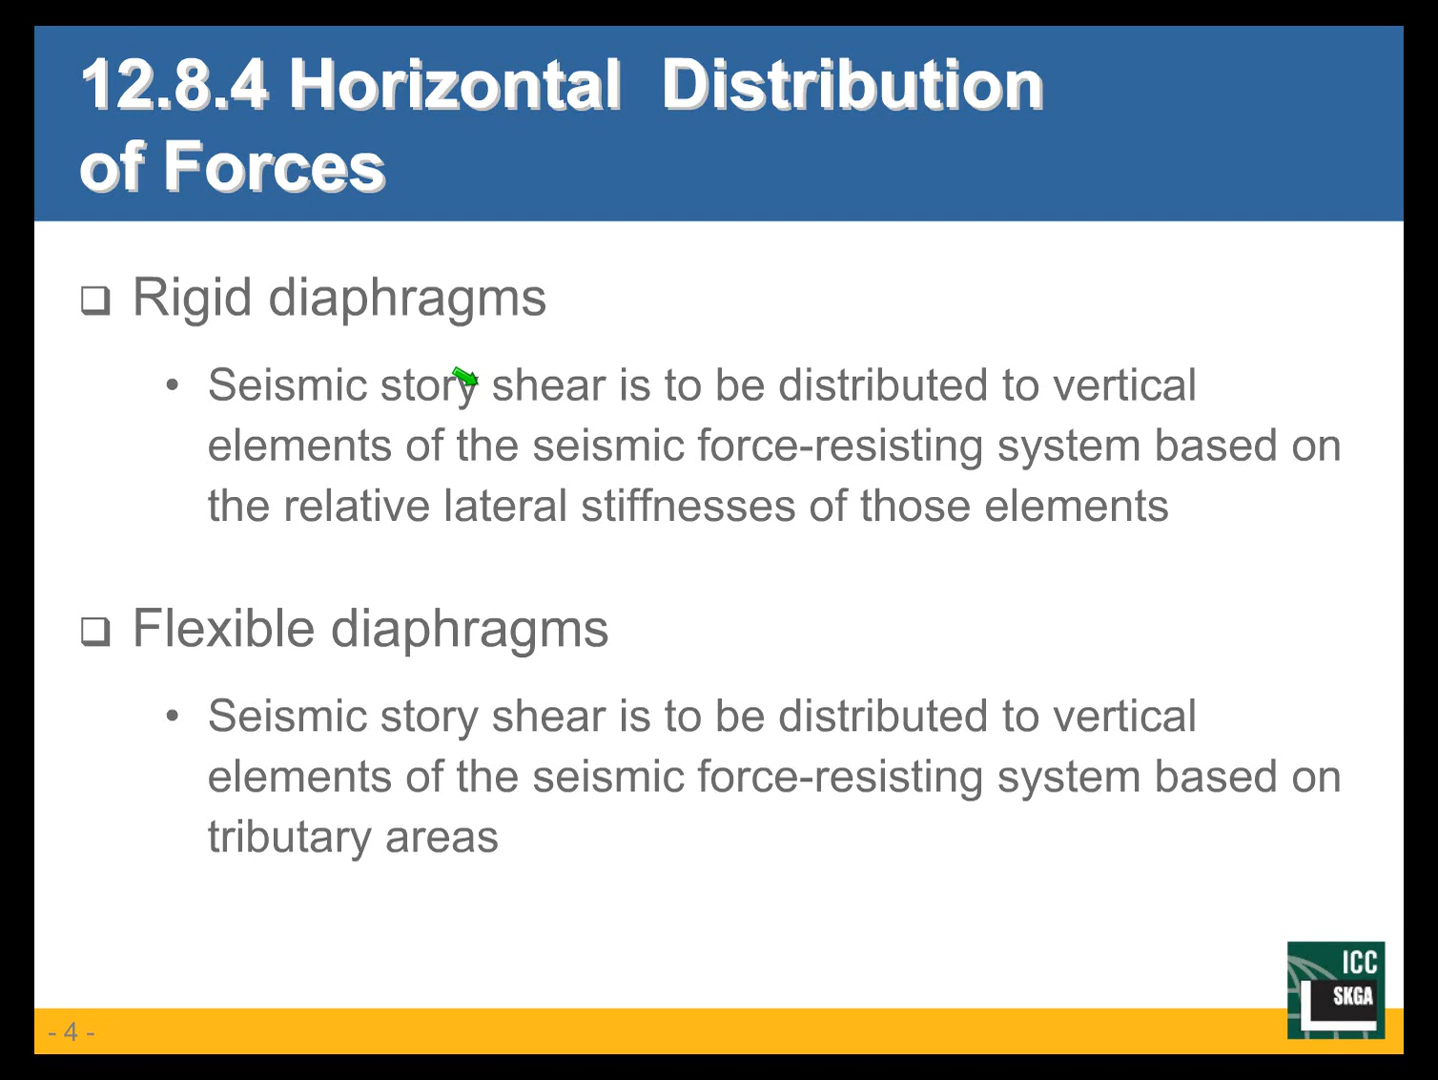 12.8.4 Horizontal Distribution
of Forces
Rigid diaphragms
• Seismic story shear is to be distributed to vertical
elements of the seismic force-resisting system based on
the relative lateral stiffnesses of those elements
Flexible diaphragms
• Seismic story shear is to be distributed to vertical
elements of the seismic force-resisting system based on
tributary areas
ICC
SKGA
- 4 -